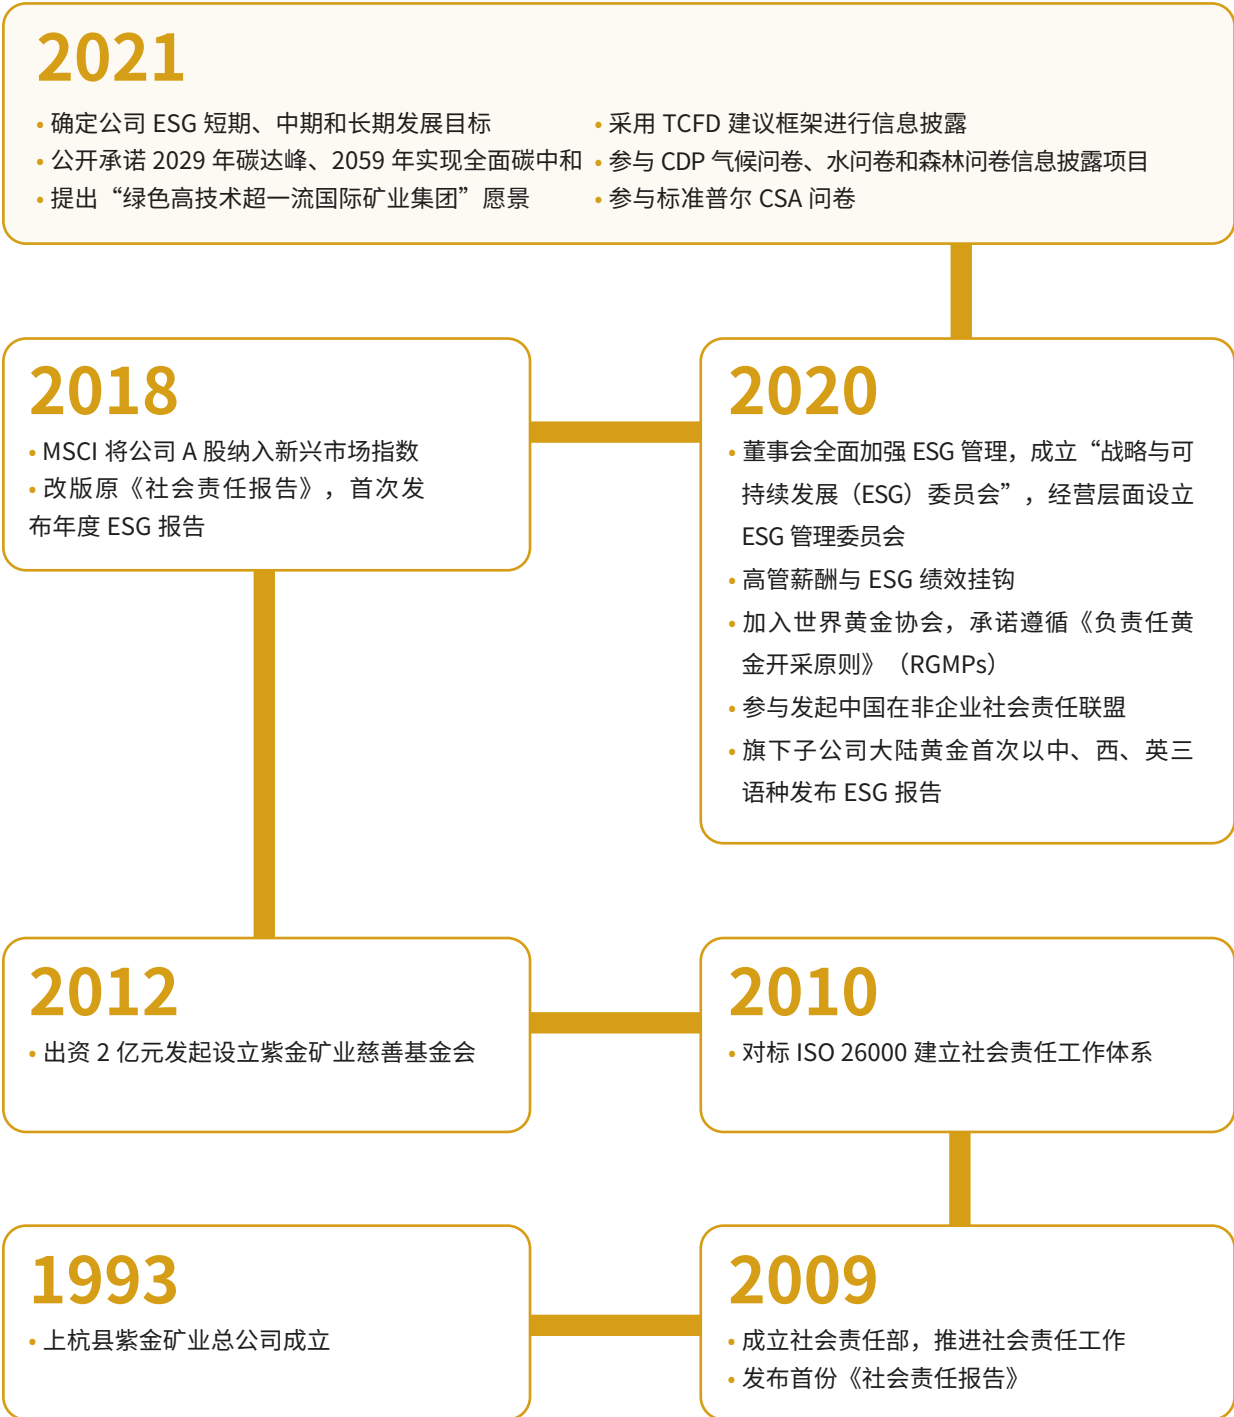 2021
• 确定公司 ESG 短期、中期和长期发展目标
• 公开承诺 2029 年碳达峰、2059 年实现全面碳中和
• 提出“绿色高技术超一流国际矿业集团”愿景
• 采用 TCFD 建议框架进行信息披露
• 参与 CDP 气候问卷、水问卷和森林问卷信息披露项目
• 参与标准普尔 CSA 问卷
2018
• MSCI 将公司 A 股纳入新兴市场指数
• 改版原《社会责任报告》，首次发
布年度 ESG 报告
2020
• 董事会全面加强 ESG 管理，成立“战略与可
持续发展（ESG）委员会”，经营层面设立
ESG 管理委员会
• 高管薪酬与 ESG 绩效挂钩
• 加入世界黄金协会，承诺遵循《负责任黄
金开采原则》（RGMPs）
• 参与发起中国在非企业社会责任联盟
• 旗下子公司大陆黄金首次以中、西、英三
语种发布 ESG 报告
2012
• 出资 2 亿元发起设立紫金矿业慈善基金会
2010
• 对标 ISO 26000 建立社会责任工作体系
1993
• 上杭县紫金矿业总公司成立
2009
• 成立社会责任部，推进社会责任工作
• 发布首份《社会责任报告》